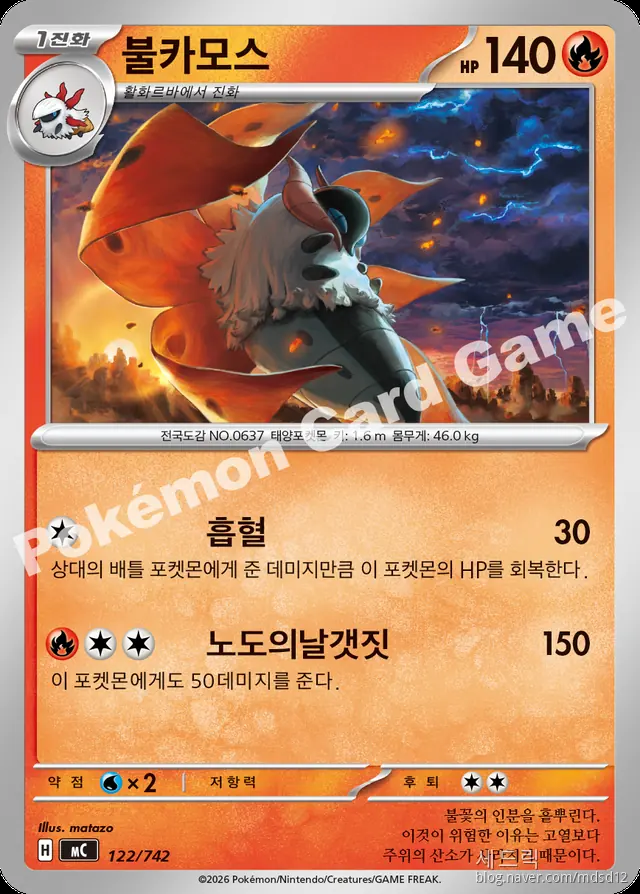 1진화
불카모스
HP 140
활화르바에서 진화
전국도감 NO.0637 태양포켓몬 키: 1.6 m 몸무게: 46.0 kg
Pokémon Card Game
흡혈 30
상대의 배틀 포켓몬에게 준 데미지만큼 이 포켓몬의 HP를 회복한다.
노도의날갯짓 150
이 포켓몬에게도 50데미지를 준다.
약점 ×2 저항력 후퇴
불꽃의 인분을 흩뿌린다.
이것이 위험한 이유는 고열보다
주위의 산소가 때문이다.
Illus. matazo
H MC 122/742
세드릭
blog.naver.com/mdsd12
©2026 Pokémon/Nintendo/Creatures/GAME FREAK.